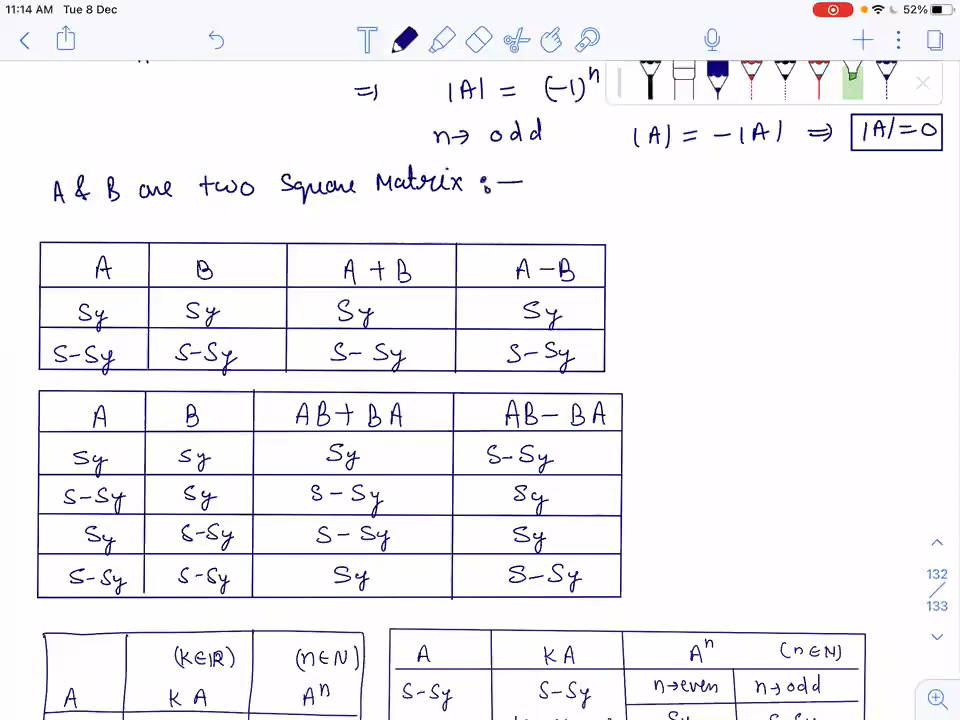 11:14 AM Tue 8 Dec 52%
⇒ |A| = (-1)ⁿ
n→ odd |A| = -|A| ⇒ |A|=0
A & B are two Square Matrix :—
A B A + B A - B
Sy Sy Sy Sy
S-Sy S-Sy S-Sy S-Sy
A B AB+BA AB-BA
Sy Sy Sy S-Sy
S-Sy Sy S-Sy Sy
Sy S-Sy S-Sy Sy
S-Sy S-Sy Sy S-Sy
(K∈ℝ) (n∈N)
A KA Aⁿ
A KA Aⁿ (n∈N)
S-Sy S-Sy n→even n→odd
132
133